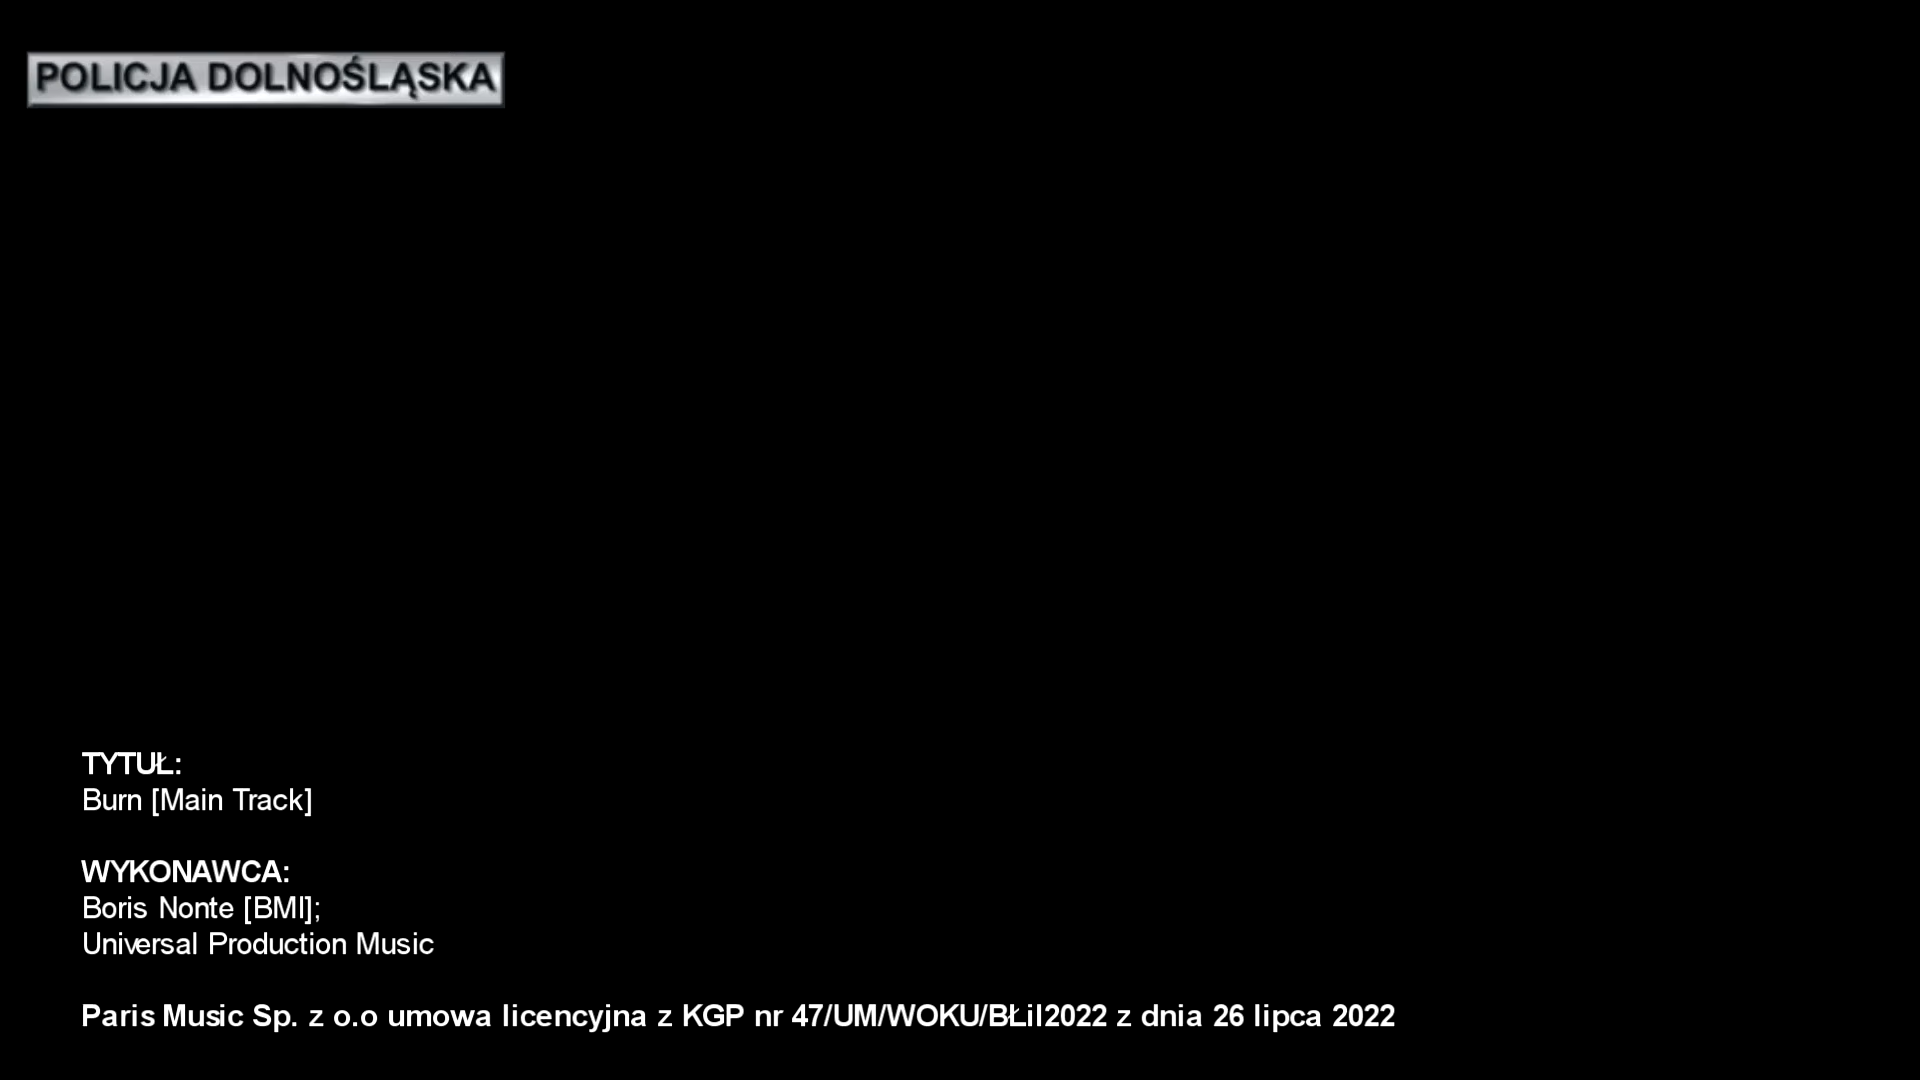 POLICJA DOLNOŚLĄSKA
TYTUŁ:
Burn [Main Track]
WYKONAWCA:
Boris Nonte [BMI];
Universal Production Music
Paris Music Sp. z o.o umowa licencyjna z KGP nr 47/UM/WOKU/BŁiI2022 z dnia 26 lipca 2022